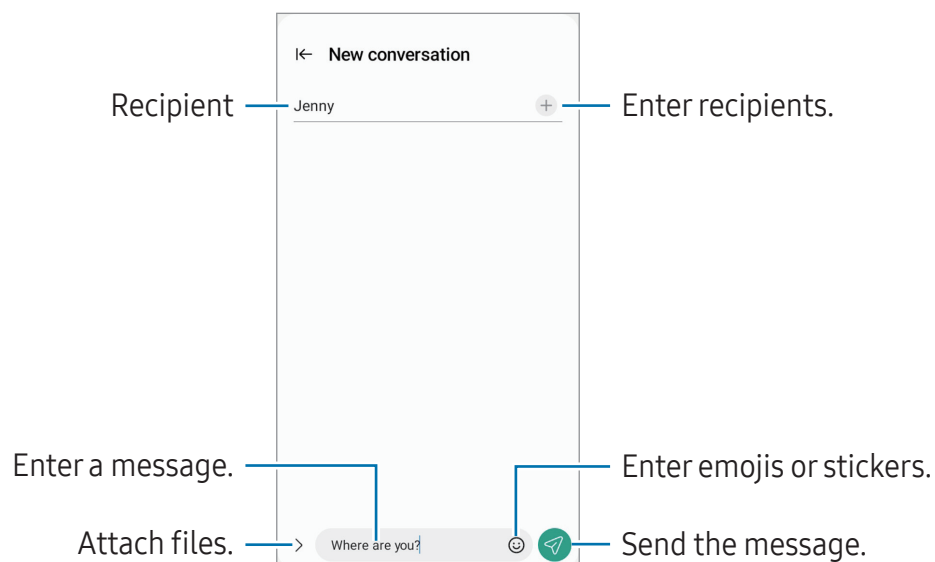 New conversation
Recipient
Jenny
Enter recipients.
Enter a message.
Enter emojis or stickers.
Attach files.
Where are you?
Send the message.